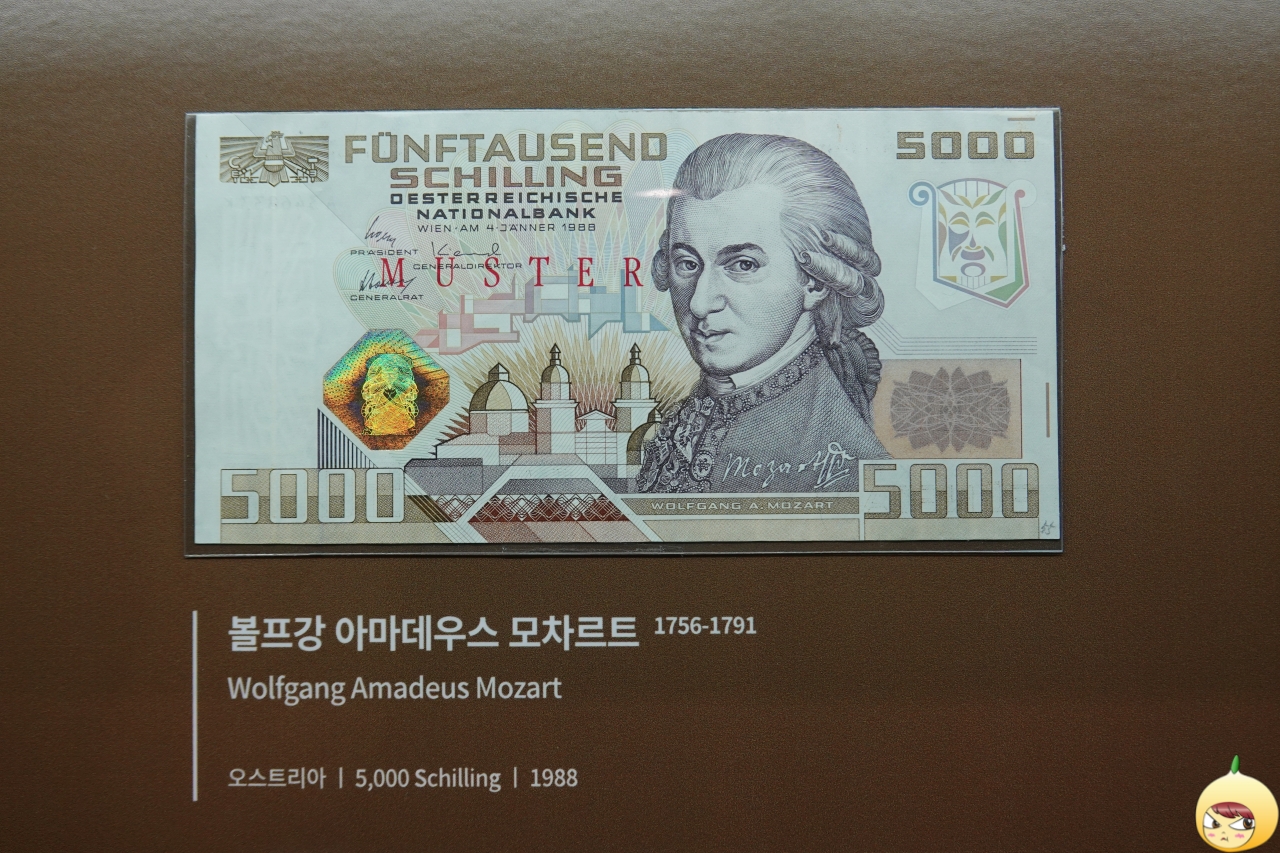 FÜNFTAUSEND
5000
SCHILLING
OESTERREICHISCHE
NATIONALBANK
WIEN·AM 4·JÄNNER 1988
PRÄSIDENT
GENERALDIREKTOR
MUSTER
GENERALRAT
Mozart
5000
WOLFGANG A. MOZART
5000
볼프강 아마데우스 모차르트 1756-1791
Wolfgang Amadeus Mozart
오스트리아 | 5,000 Schilling | 1988